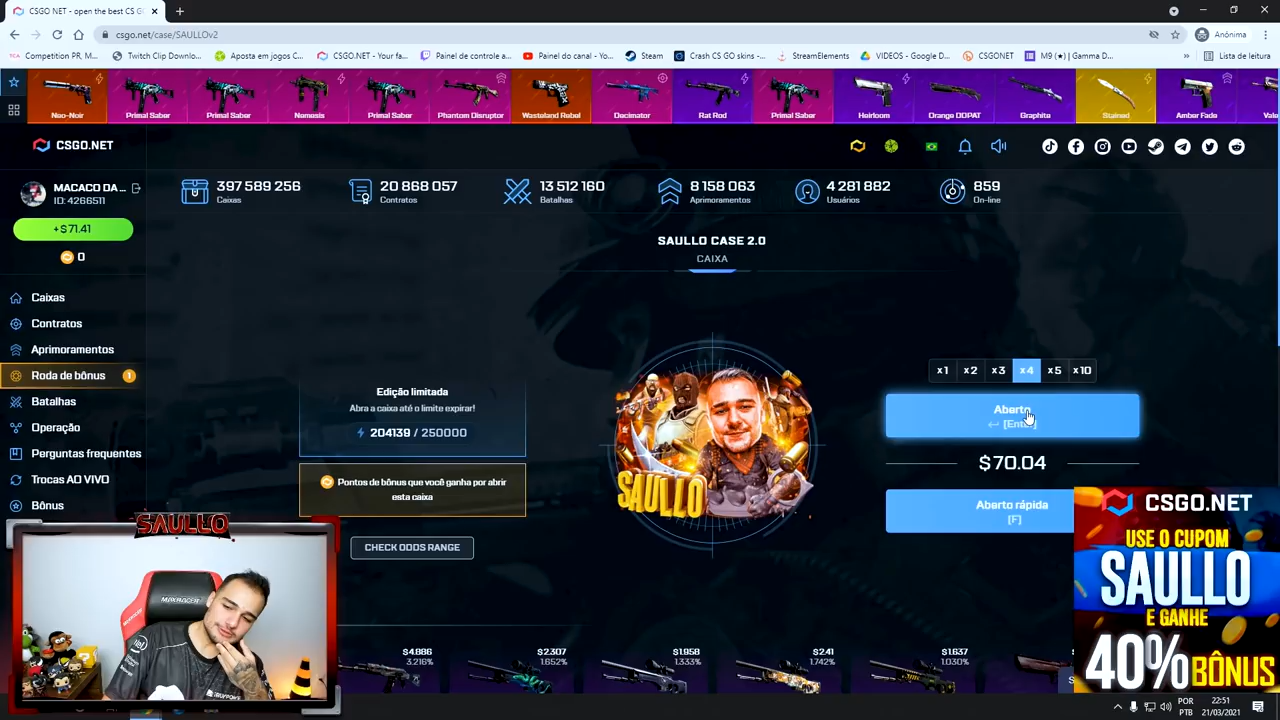 CSGO NET - open the best CS GO
csgo.net/case/SAULLOv2
Anónima
Competition PR, M...
Twitch Clip Downlo...
Aposta em jogos C...
CSGO.NET - Your fa...
Painel de controle a...
Painel do canal - Yo...
Steam
Crash CS GO skins -...
StreamElements
VIDEOS - Google D...
CSGONET
M9 (★) | Gamma D...
»
Lista de leitura
Neo-Noir
Primal Saber
Primal Saber
Nemesis
Primal Saber
Phantom Disruptor
Wasteland Rebel
Decimator
Rat Rod
Primal Saber
Heirloom
Orange DDPAT
Graphite
Stained
Amber Fade
CSGO.NET
MACACO DA ...
ID: 4266511
+$71.41
0
397 589 256
Caixas
20 868 057
Contratos
13 512 160
Batalhas
8 158 063
Aprimoramentos
4 281 882
Usuários
859
On-line
SAULLO CASE 2.0
CAIXA
Caixas
Contratos
Aprimoramentos
Roda de bônus 1
Batalhas
Operação
Perguntas frequentes
Trocas AO VIVO
Bônus
Edição limitada
Abra a caixa até o limite expirar!
204139 / 250000
Pontos de bônus que você ganha por abrir
esta caixa
CHECK ODDS RANGE
SAULLO
x1 x2 x3 x4 x5 x10
Aberto
$70.04
Aberto rápida
[F]
SAULLO
MAXRACER
$4.886
3.216%
$2.307
1.652%
$1.958
1.333%
$2.41
1.742%
$1.637
1.030%
CSGO.NET
USE O CUPOM
SAULLO
E GANHE
40% BÔNUS
POR
PTB
22:51
21/03/2021